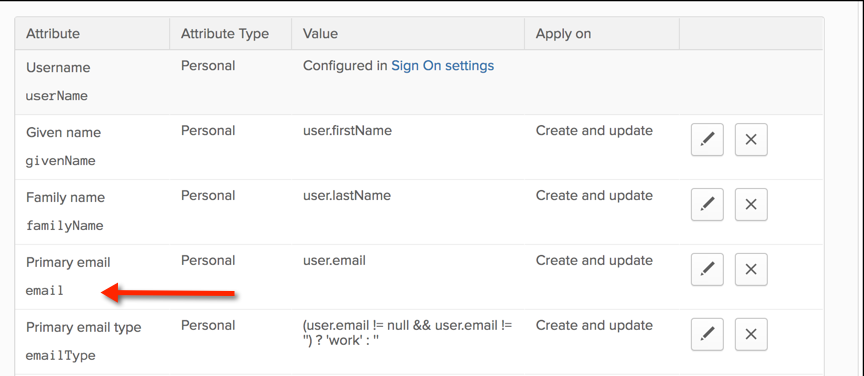 Attribute Attribute Type Value Apply on
Username Personal Configured in Sign On settings
userName
Given name Personal user.firstName Create and update
givenName
Family name Personal user.lastName Create and update
familyName
Primary email Personal user.email Create and update
email
Primary email type Personal (user.email != null && user.email != Create and update
'') ? 'work' : ''
emailType